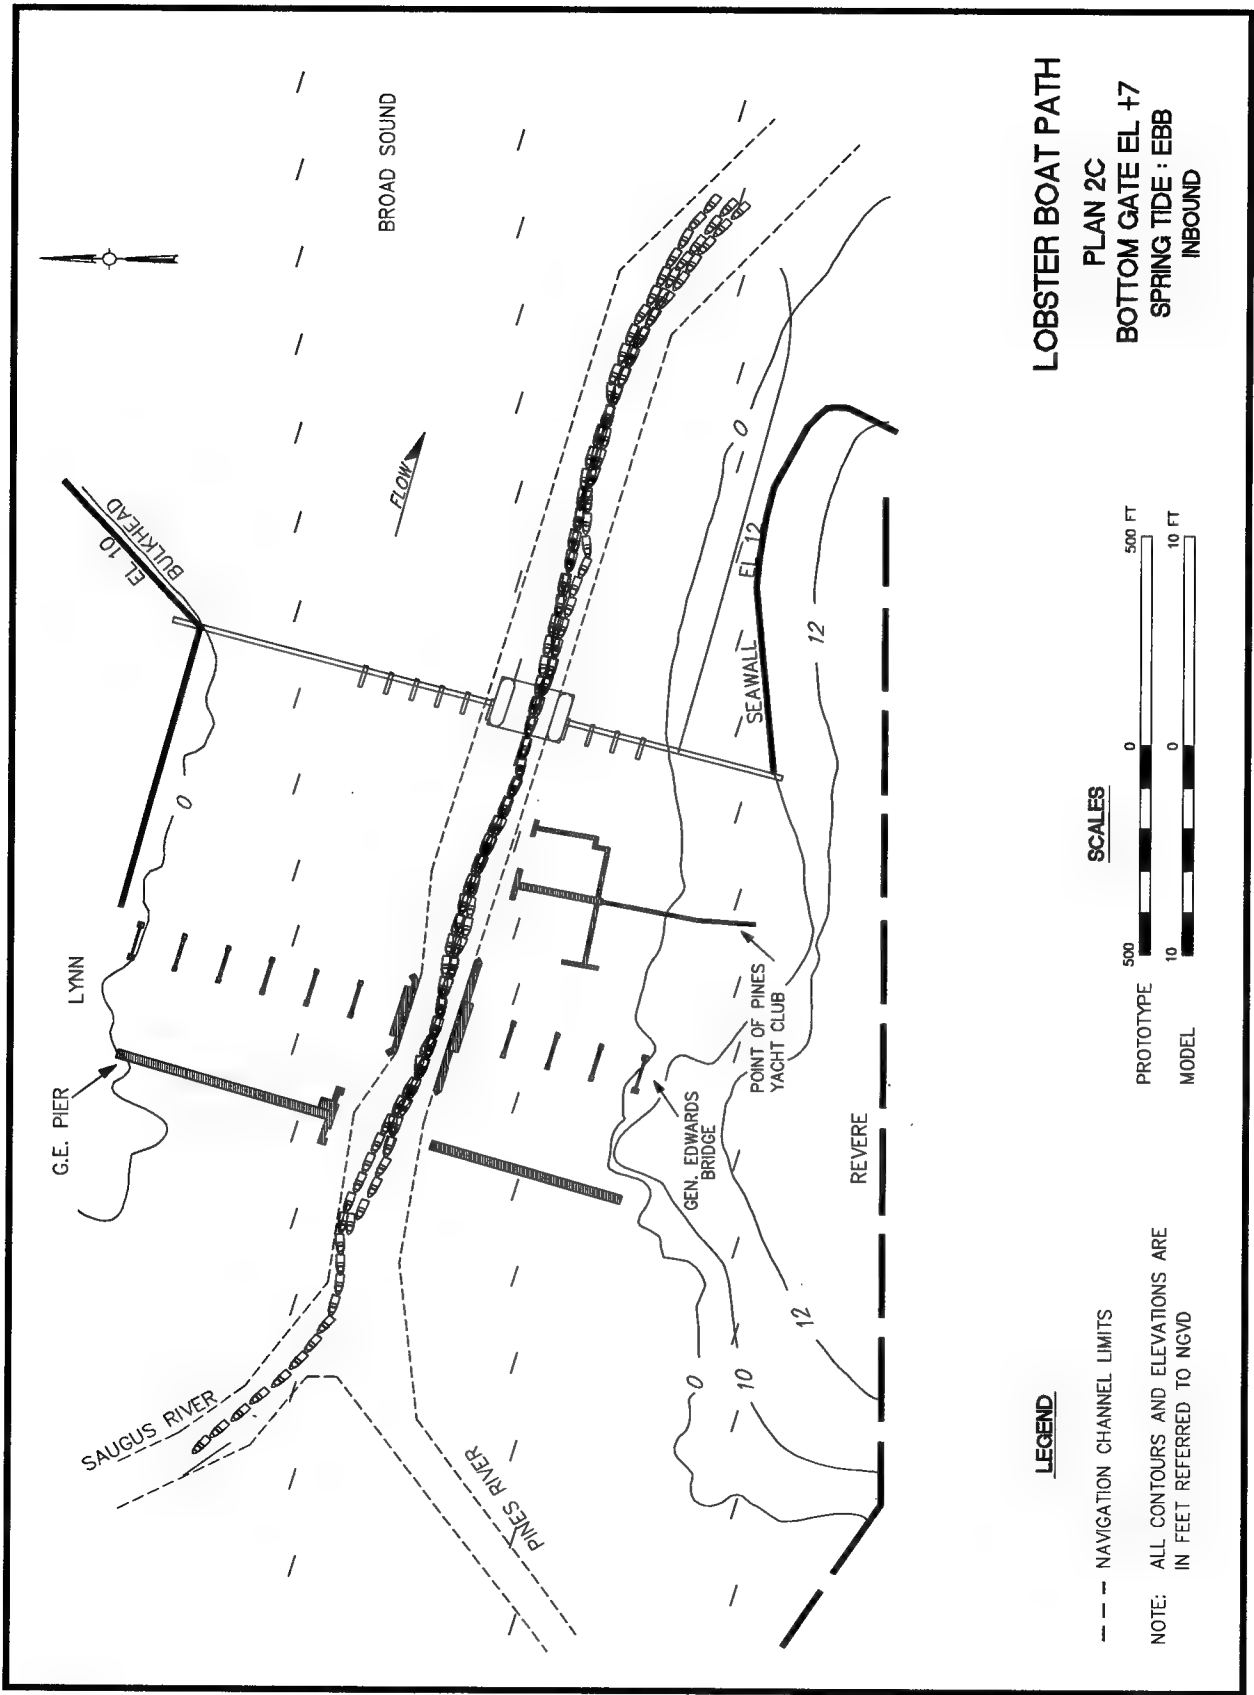 LYNN
G.E. PIER
EL 10
BULKHEAD
BROAD SOUND
FLOW
0
SAUGUS RIVER
PINES RIVER
GEN. EDWARDS
BRIDGE
POINT OF PINES
YACHT CLUB
SEAWALL EL 12
0
12
0
10
12
REVERE
LEGEND
--- NAVIGATION CHANNEL LIMITS
NOTE: ALL CONTOURS AND ELEVATIONS ARE
IN FEET REFERRED TO NGVD
SCALES
PROTOTYPE 500 0 500 FT
MODEL 10 0 10 FT
LOBSTER BOAT PATH
PLAN 2C
BOTTOM GATE EL +7
SPRING TIDE : EBB
INBOUND